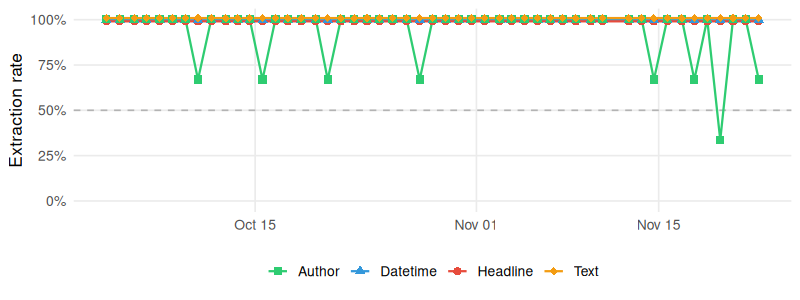 Extraction rate
100%
75%
50%
25%
0%
Oct 15 Nov 01 Nov 15
Author Datetime Headline Text